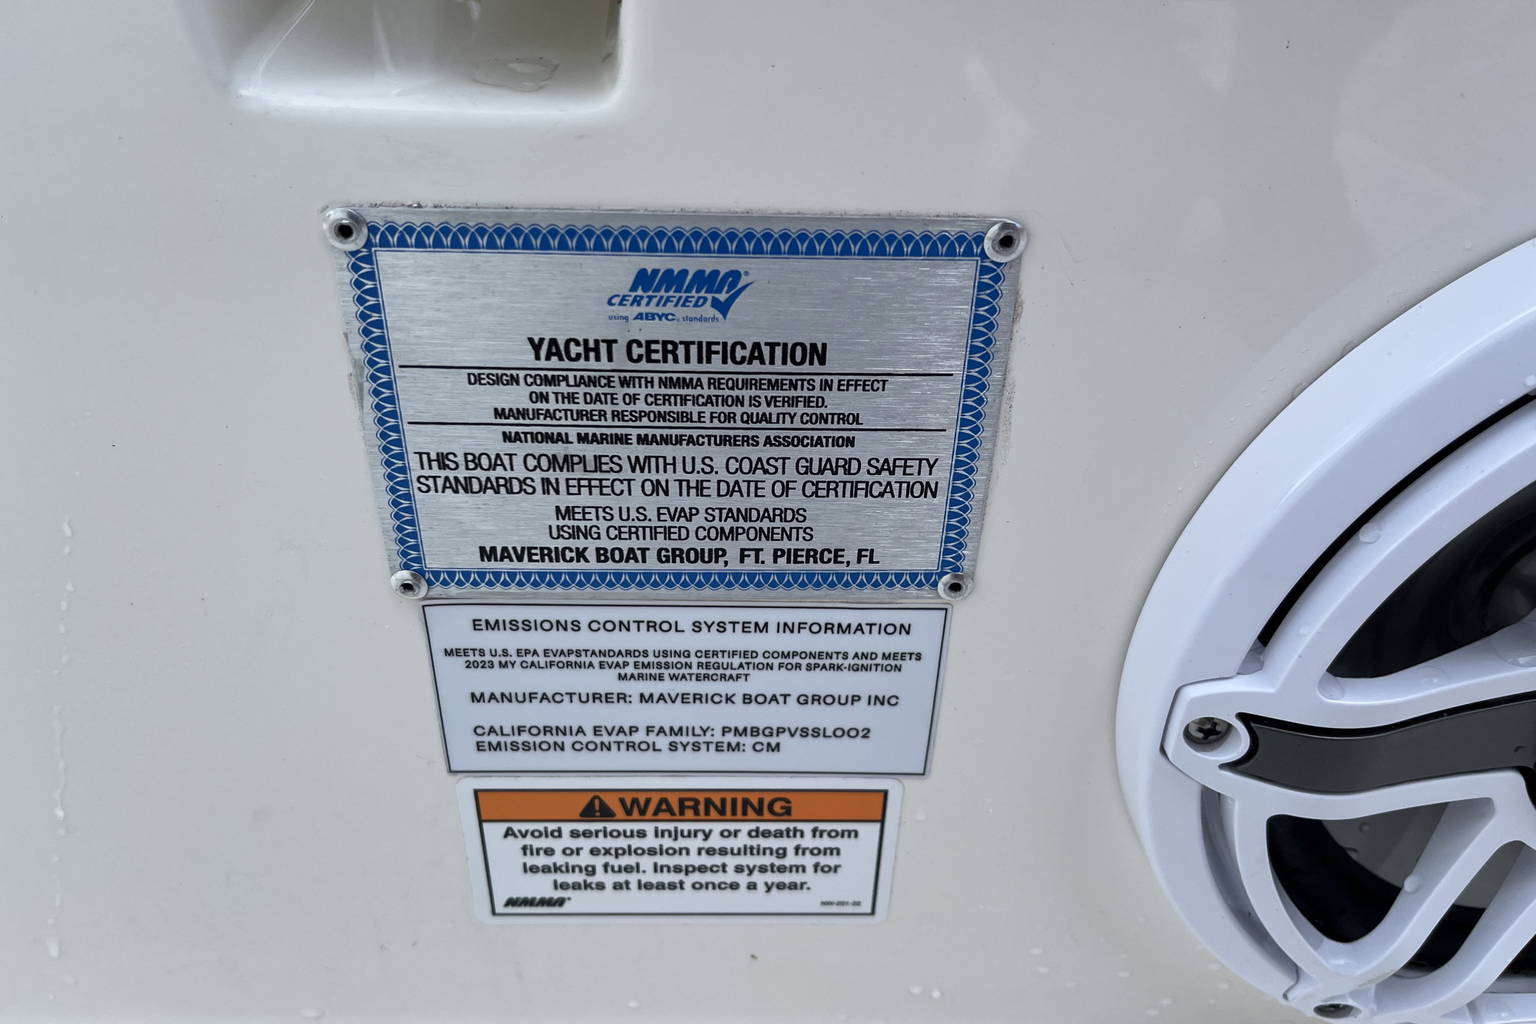 NMMA®
CERTIFIED
using ABYC® standards
YACHT CERTIFICATION
DESIGN COMPLIANCE WITH NMMA REQUIREMENTS IN EFFECT
ON THE DATE OF CERTIFICATION IS VERIFIED.
MANUFACTURER RESPONSIBLE FOR QUALITY CONTROL
NATIONAL MARINE MANUFACTURERS ASSOCIATION
THIS BOAT COMPLIES WITH U.S. COAST GUARD SAFETY
STANDARDS IN EFFECT ON THE DATE OF CERTIFICATION
MEETS U.S. EVAP STANDARDS
USING CERTIFIED COMPONENTS
MAVERICK BOAT GROUP, FT. PIERCE, FL
EMISSIONS CONTROL SYSTEM INFORMATION
MEETS U.S. EPA EVAPSTANDARDS USING CERTIFIED COMPONENTS AND MEETS
2023 MY CALIFORNIA EVAP EMISSION REGULATION FOR SPARK-IGNITION
MARINE WATERCRAFT
MANUFACTURER: MAVERICK BOAT GROUP INC
CALIFORNIA EVAP FAMILY: PMBGPVSSL002
EMISSION CONTROL SYSTEM: CM
WARNING
Avoid serious injury or death from
fire or explosion resulting from
leaking fuel. Inspect system for
leaks at least once a year.
NMMA®